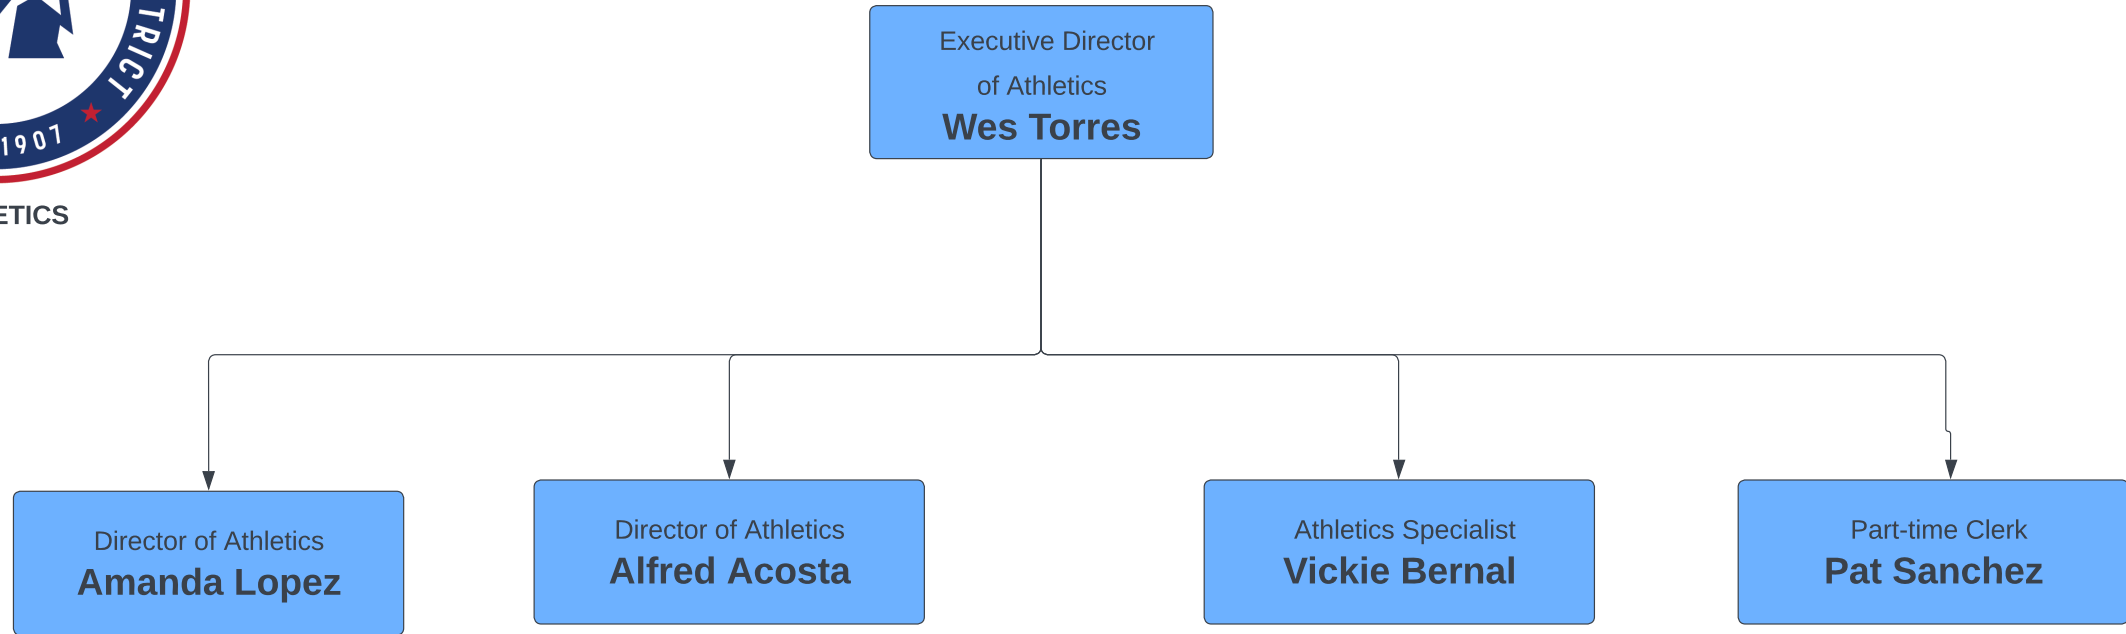 TRICT
1907
ETICS
Executive Director
of Athletics
Wes Torres
Director of Athletics
Amanda Lopez
Director of Athletics
Alfred Acosta
Athletics Specialist
Vickie Bernal
Part-time Clerk
Pat Sanchez